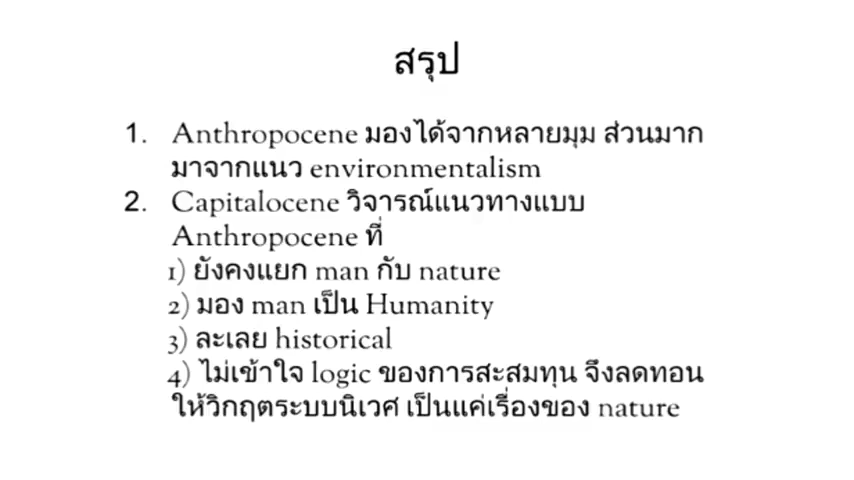 สรุป
1. Anthropocene มองได้จากหลายมุม ส่วนมาก
มาจากแนว environmentalism
2. Capitalocene วิจารณ์แนวทางแบบ
Anthropocene ที่
1) ยังคงแยก man กับ nature
2) มอง man เป็น Humanity
3) ละเลย historical
4) ไม่เข้าใจ logic ของการสะสมทุน จึงลดทอน
ให้วิกฤตระบบนิเวศ เป็นแค่เรื่องของ nature